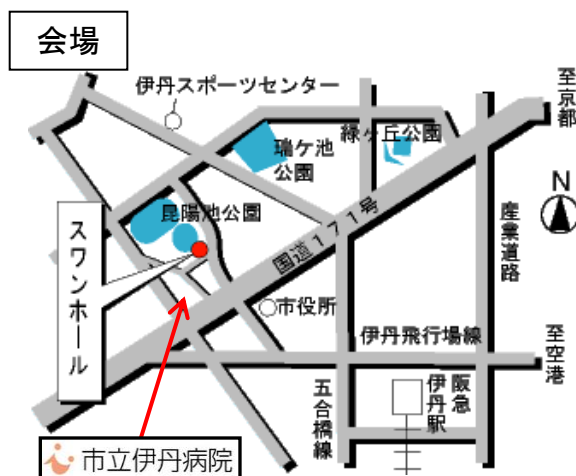 会場
伊丹スポーツセンター
至京都
緑ヶ丘公園
瑞ケ池
公園
N
昆陽池公園
スワンホール
国道171号
産業道路
市役所
伊丹飛行場線
至空港
五合橋線
阪急
伊丹駅
市立伊丹病院